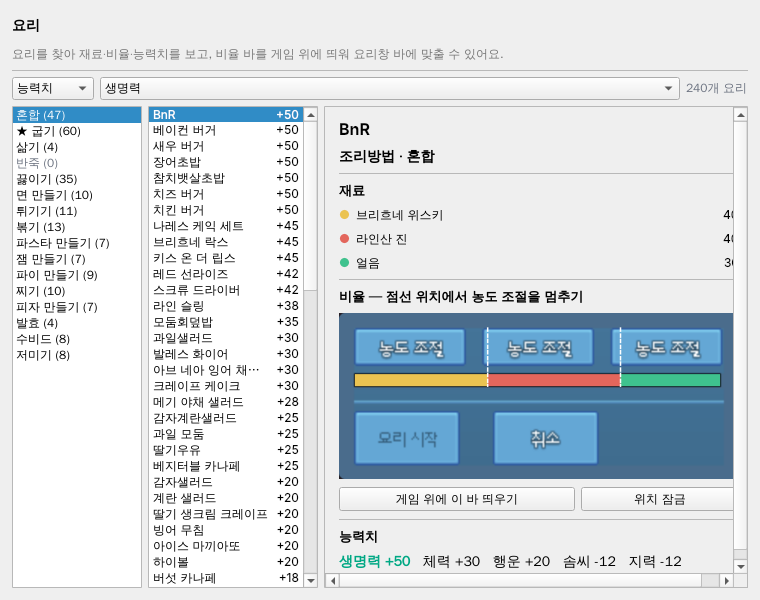 요리
요리를 찾아 재료·비율·능력치를 보고, 비율 바를 게임 위에 띄워 요리창 바에 맞출 수 있어요.
능력치
생명력
240개 요리
혼합 (47)
★ 굽기 (60)
삶기 (4)
반죽 (0)
끓이기 (35)
면 만들기 (10)
튀기기 (11)
볶기 (13)
파스타 만들기 (7)
잼 만들기 (7)
파이 만들기 (9)
찌기 (10)
피자 만들기 (7)
발효 (4)
수비드 (8)
저미기 (8)
BnR +50
베이컨 버거 +50
새우 버거 +50
장어초밥 +50
참치뱃살초밥 +50
치즈 버거 +50
치킨 버거 +50
나레스 케익 세트 +45
브리흐네 락스 +45
키스 온 더 립스 +45
레드 선라이즈 +42
스크류 드라이버 +42
라인 슬링 +38
모둠회덮밥 +35
과일샐러드 +30
발레스 화이어 +30
아브 네아 잉어 채… +30
크레이프 케이크 +30
메기 야채 샐러드 +28
감자계란샐러드 +25
과일 모둠 +25
딸기우유 +25
베지터블 카나페 +25
감자샐러드 +20
계란 샐러드 +20
딸기 생크림 크레이프 +20
빙어 무침 +20
아이스 마끼아또 +20
하이볼 +20
버섯 카나페 +18
BnR
조리방법 · 혼합
재료
브리흐네 위스키
라인산 진
얼음
비율 — 점선 위치에서 농도 조절을 멈추기
농도 조절 농도 조절 농도 조절
요리 시작 취소
게임 위에 이 바 띄우기 위치 잠금
능력치
생명력 +50 체력 +30 행운 +20 솜씨 -12 지력 -12